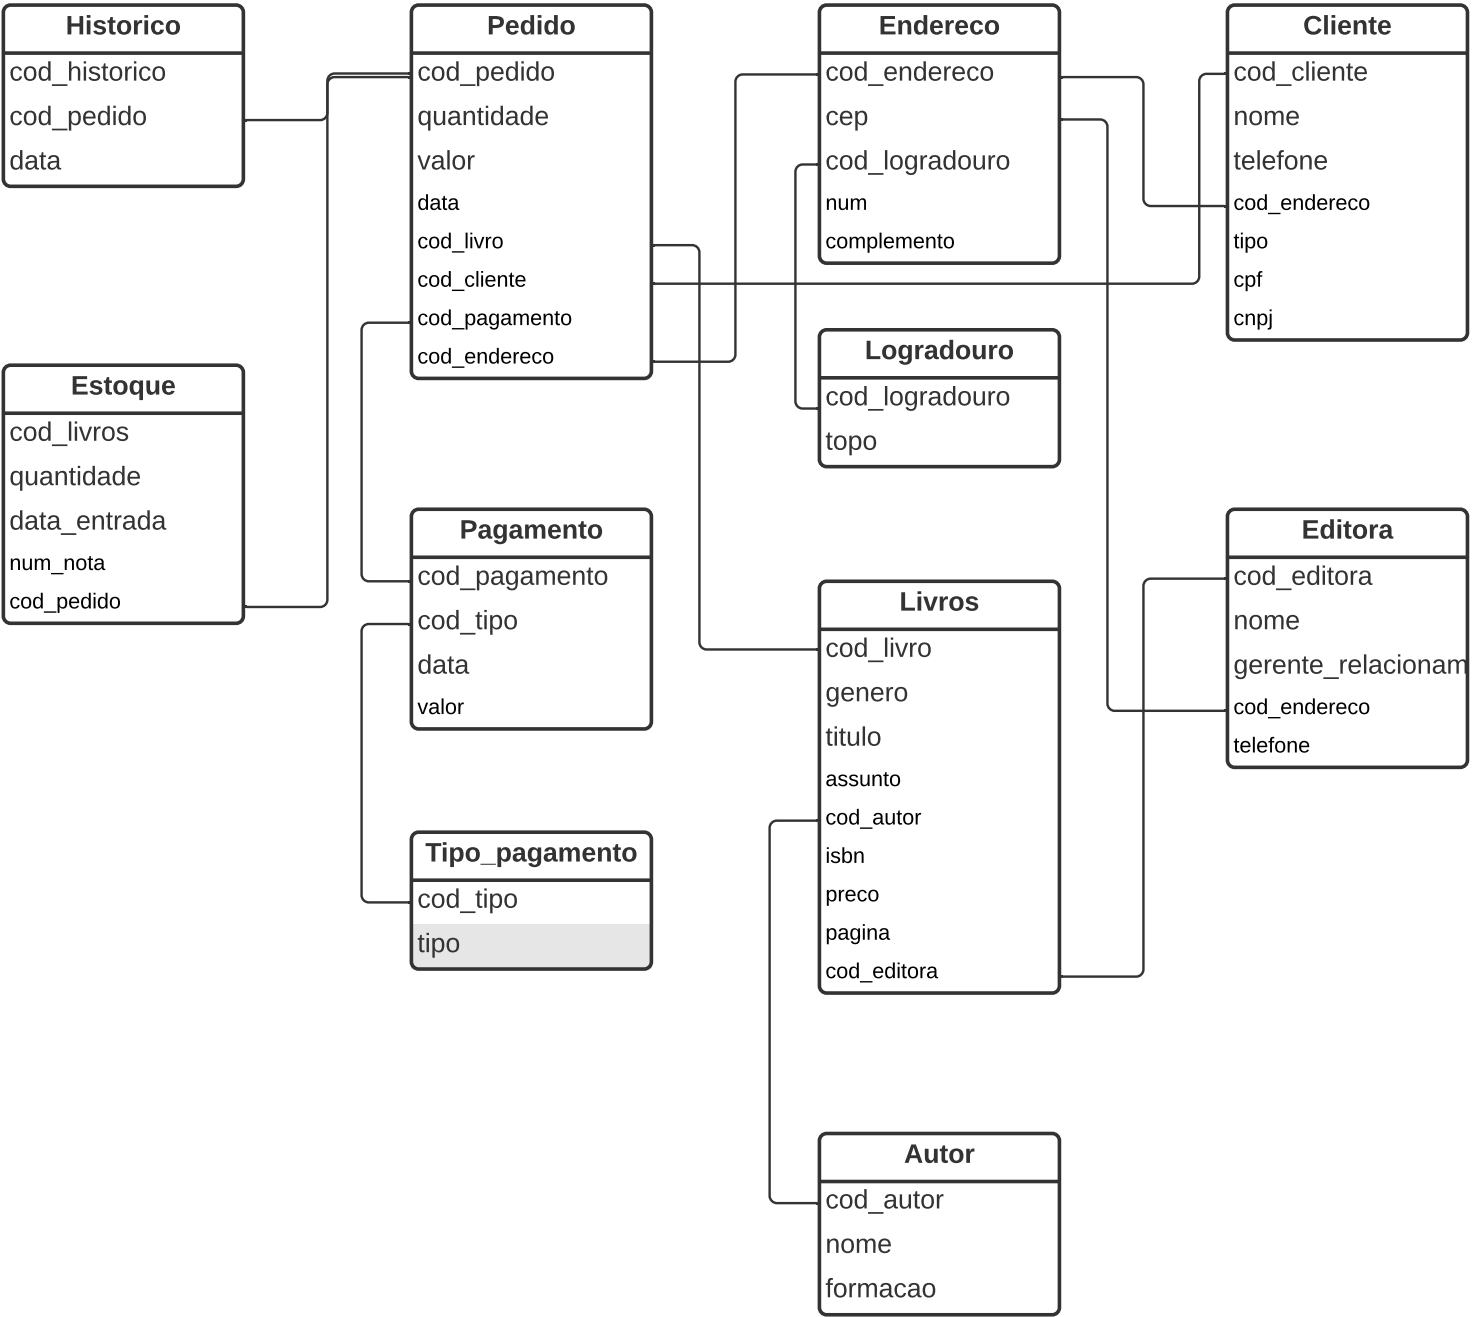 Historico
cod_historico
cod_pedido
data
Pedido
cod_pedido
quantidade
valor
data
cod_livro
cod_cliente
cod_pagamento
cod_endereco
Endereco
cod_endereco
cep
cod_logradouro
num
complemento
Cliente
cod_cliente
nome
telefone
cod_endereco
tipo
cpf
cnpj
Estoque
cod_livros
quantidade
data_entrada
num_nota
cod_pedido
Logradouro
cod_logradouro
topo
Pagamento
cod_pagamento
cod_tipo
data
valor
Livros
cod_livro
genero
titulo
assunto
cod_autor
isbn
preco
pagina
cod_editora
Editora
cod_editora
nome
gerente_relacionam
cod_endereco
telefone
Tipo_pagamento
cod_tipo
tipo
Autor
cod_autor
nome
formacao